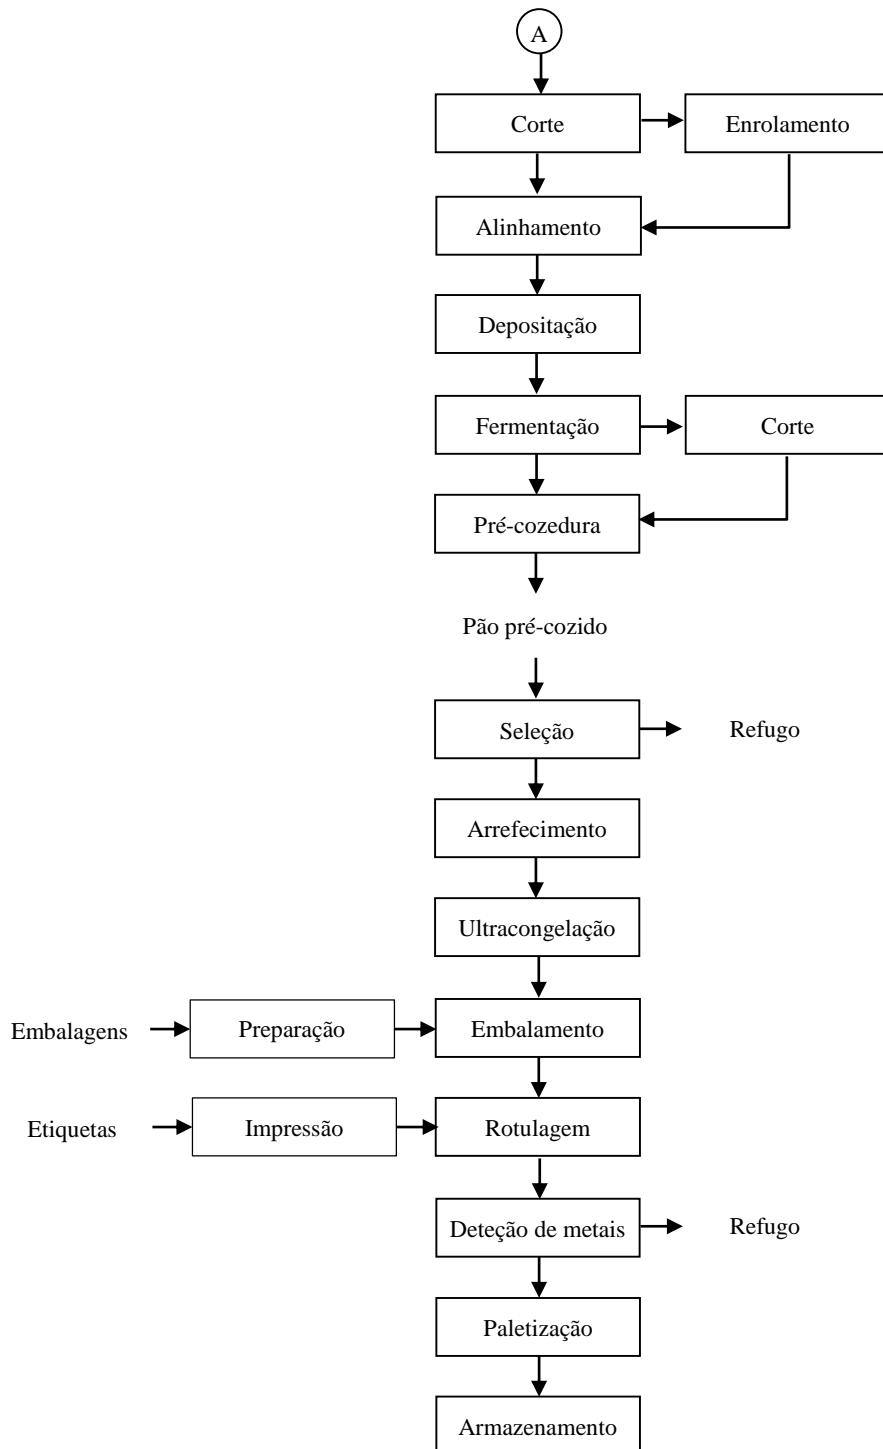 A
Corte
Enrolamento
Alinhamento
Depositação
Fermentação
Corte
Pré-cozedura
Pão pré-cozido
Seleção
Refugo
Arrefecimento
Ultracongelação
Embalagens
Preparação
Embalamento
Etiquetas
Impressão
Rotulagem
Deteção de metais
Refugo
Paletização
Armazenamento